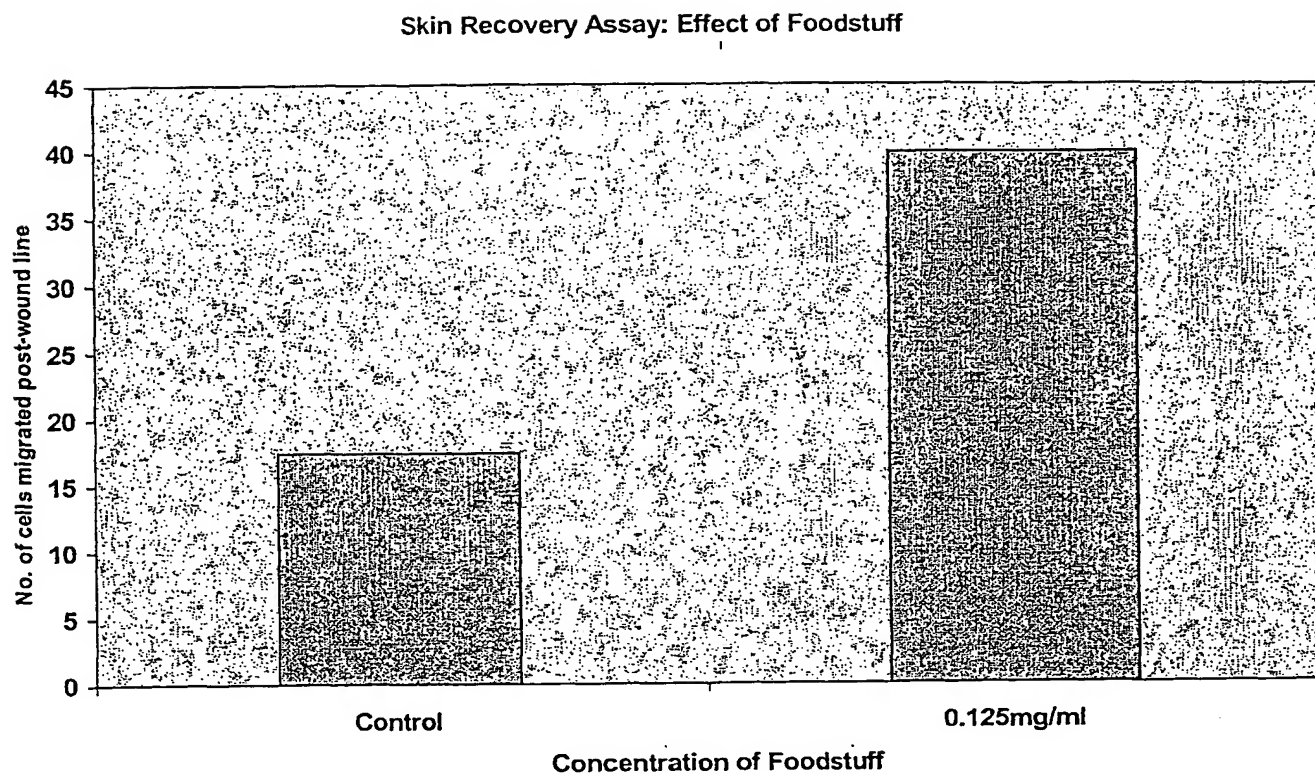 Skin Recovery Assay: Effect of Foodstuff
45
40
35
30
25
20
15
10
5
0
No. of cells migrated post-wound line
Control
0.125mg/ml
Concentration of Foodstuff